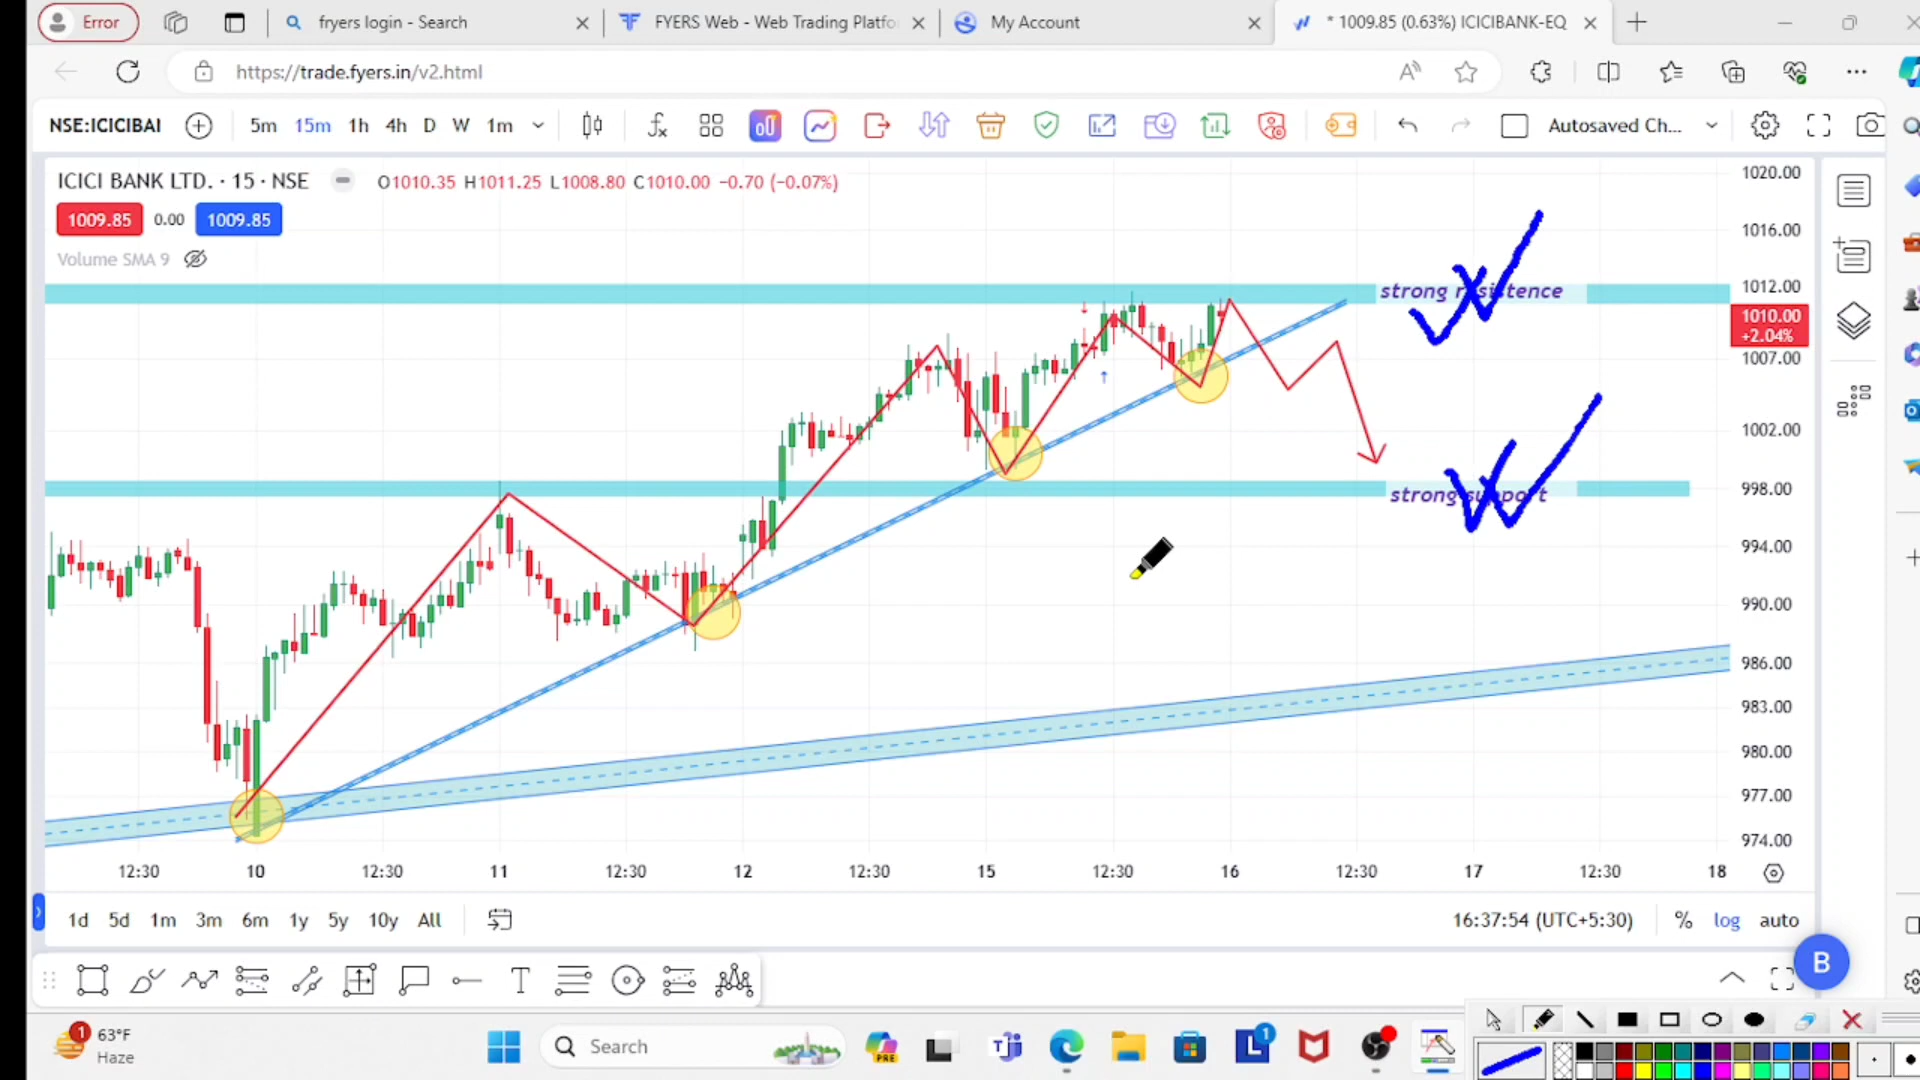 Error
fryers login - Search
FYERS Web - Web Trading Platfo
My Account
* 1009.85 (0.63%) ICICIBANK-EQ
https://trade.fyers.in/v2.html
NSE:ICICIBAI
5m 15m 1h 4h D W 1m
Autosaved Ch...
ICICI BANK LTD. · 15 · NSE
O1010.35 H1011.25 L1008.80 C1010.00 −0.70 (−0.07%)
1009.85 0.00 1009.85
Volume SMA 9
strong resistence
strong support
1020.00
1016.00
1012.00
1010.00
+2.04%
1007.00
1002.00
998.00
994.00
990.00
986.00
983.00
980.00
977.00
974.00
12:30 10 12:30 11 12:30 12 12:30 15 12:30 16 12:30 17 12:30 18
1d 5d 1m 3m 6m 1y 5y 10y All
16:37:54 (UTC+5:30) % log auto
B
1
63°F
Haze
Search
PRE
1